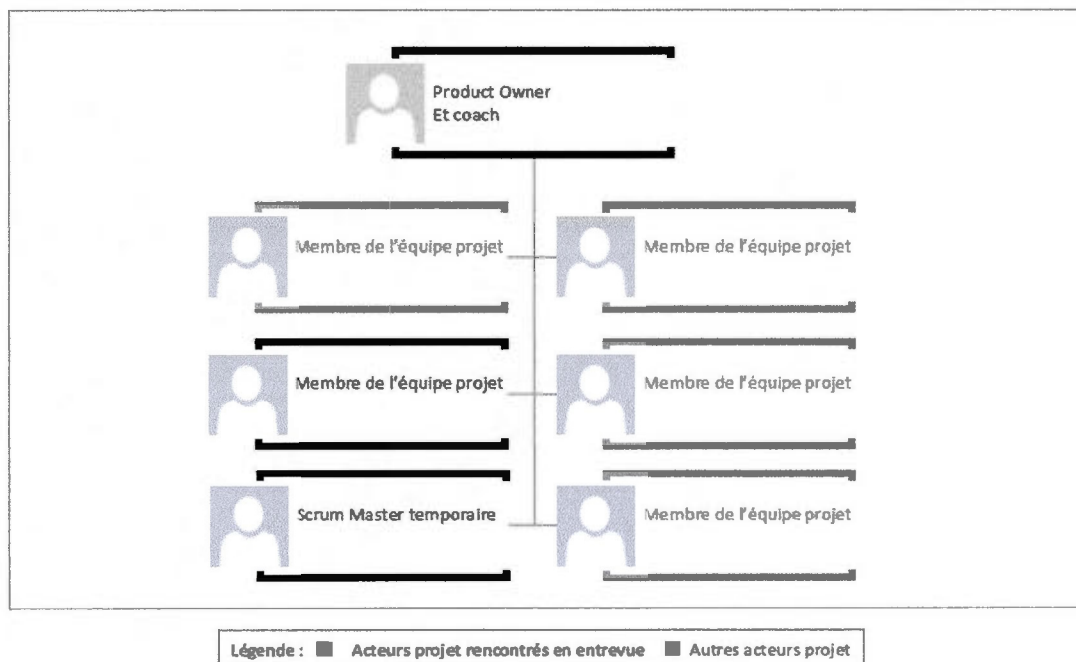 Product Owner
Et coach
Membre de l'équipe projet
Membre de l'équipe projet
Membre de l'équipe projet
Membre de l'équipe projet
Scrum Master temporaire
Membre de l'équipe projet
Légende : Acteurs projet rencontrés en entrevue Autres acteurs projet